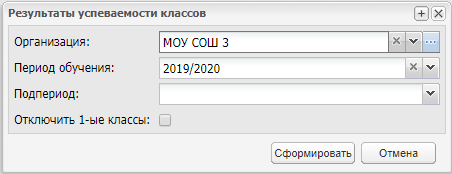 Результаты успеваемости классов
Организация: МОУ СОШ 3
Период обучения: 2019/2020
Подпериод:
Отключить 1-ые классы:
Сформировать Отмена